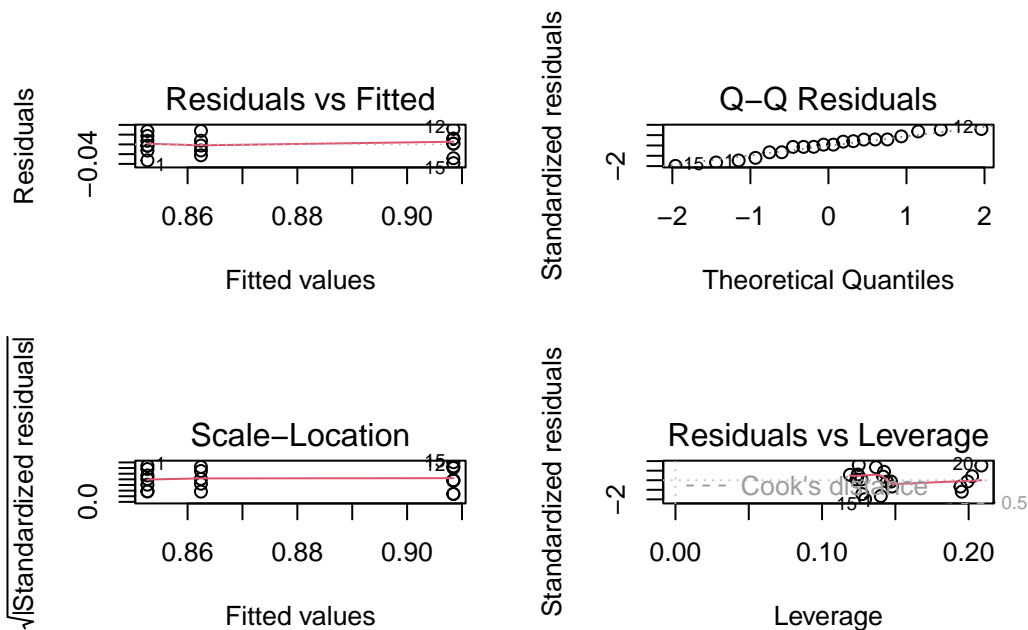 Residuals vs Fitted
Residuals
−0.04
12
1
15
0.86 0.88 0.90
Fitted values
Q−Q Residuals
Standardized residuals
−2
12
15
1
−2 −1 0 1 2
Theoretical Quantiles
Scale−Location
√|Standardized residuals|
0.0
1
15
0.86 0.88 0.90
Fitted values
Residuals vs Leverage
Standardized residuals
−2
20
Cook's distance
15
1
0.5
0.00 0.10 0.20
Leverage